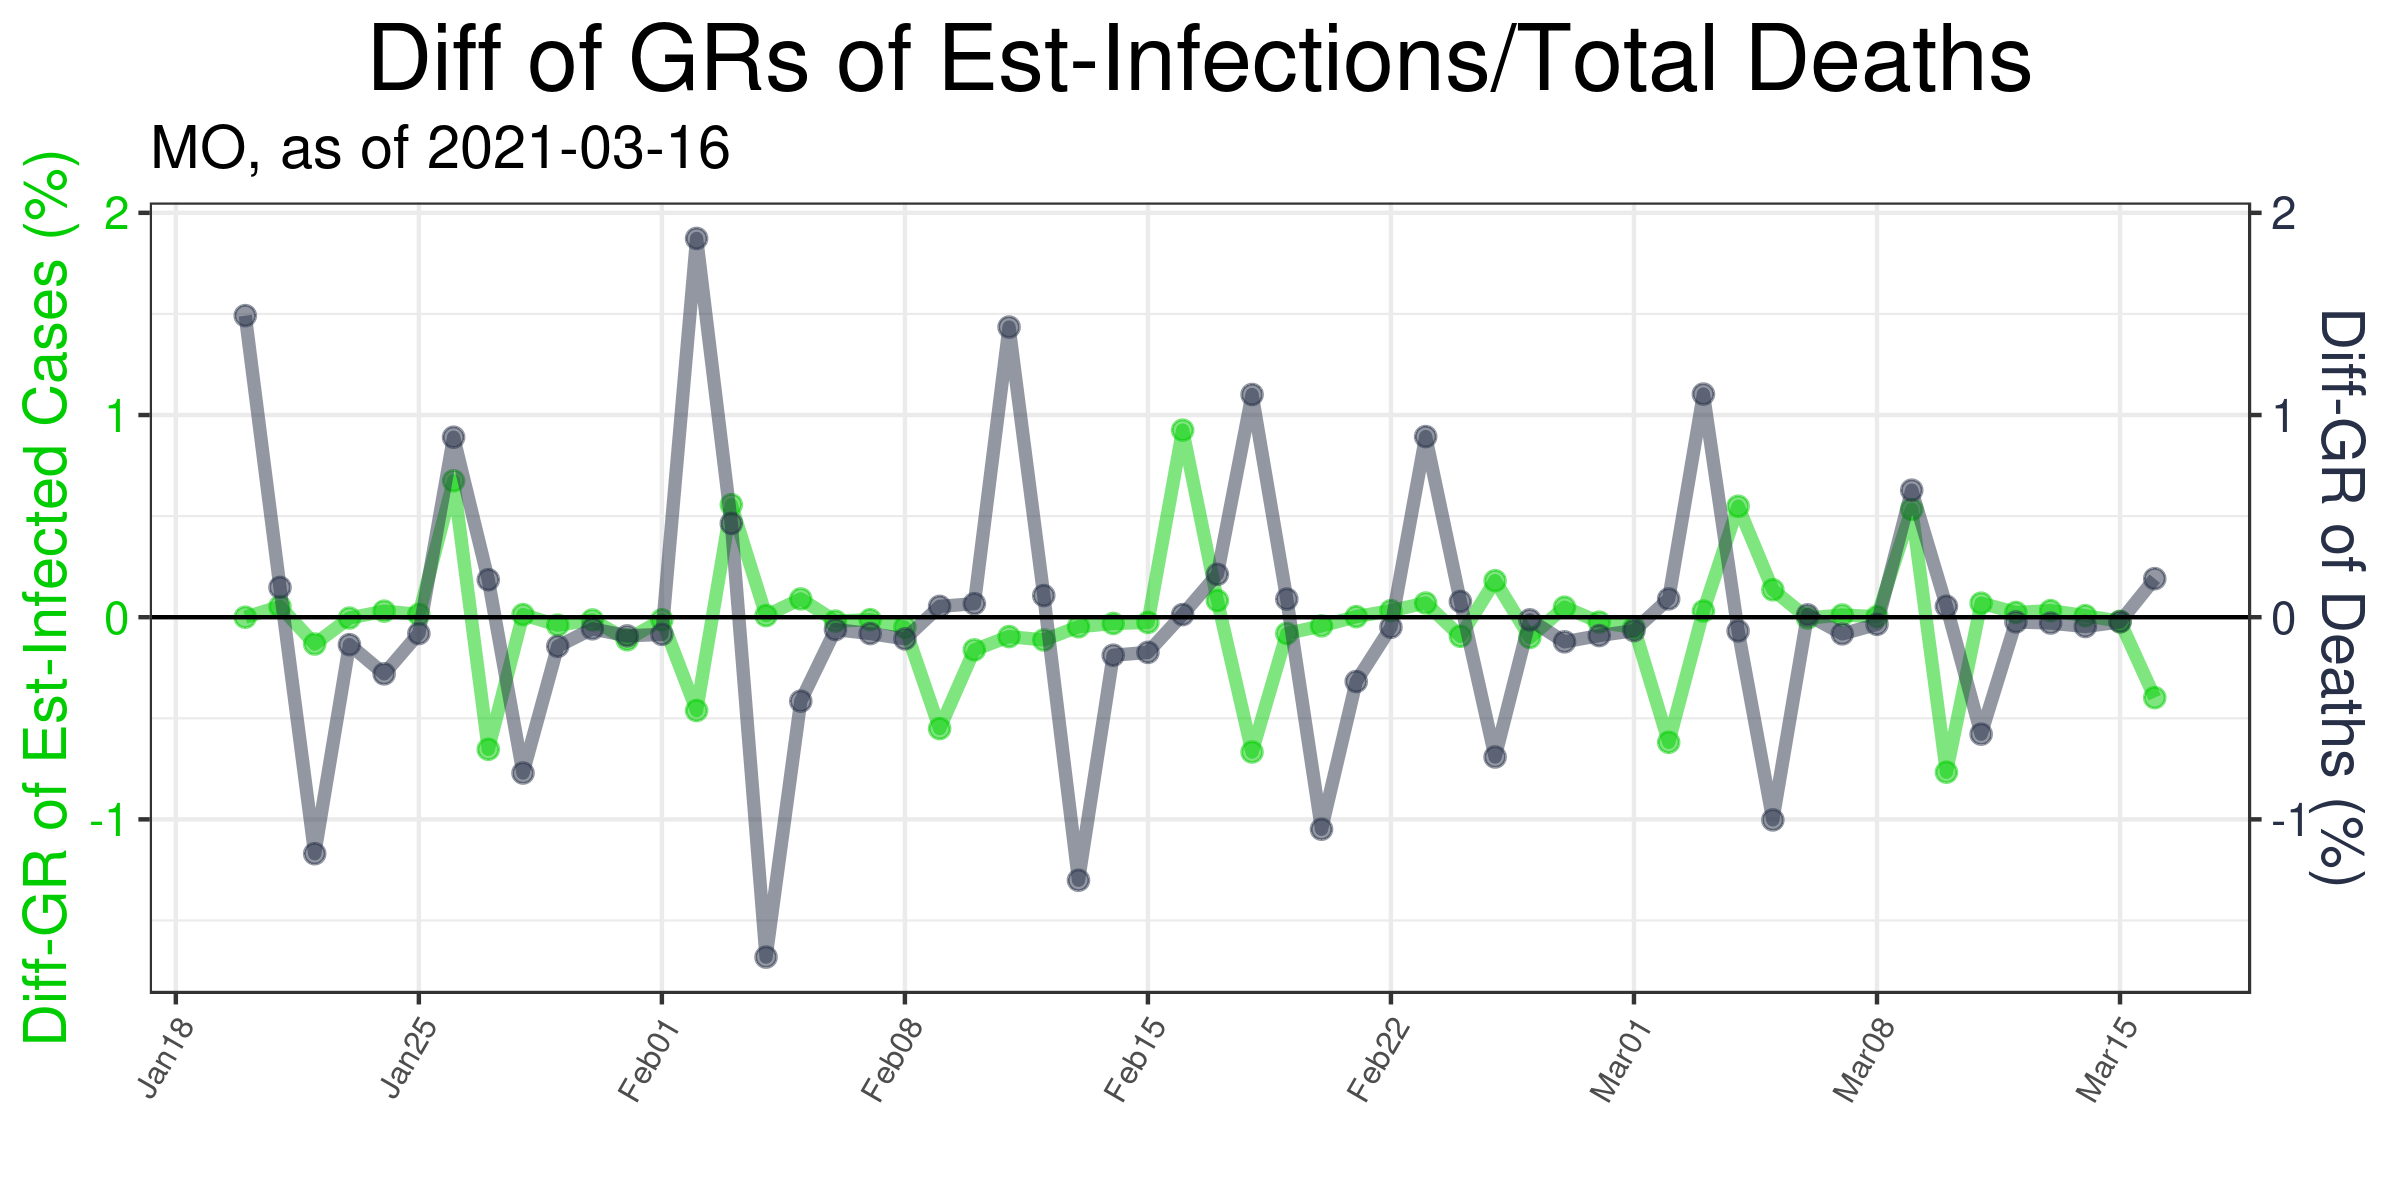 Diff of GRs of Est-Infections/Total Deaths
MO, as of 2021-03-16
Diff-GR of Est-Infected Cases (%)
2
1
0
-1
2
1
0
-1
Diff-GR of Deaths (%)
Jan18
Jan25
Feb01
Feb08
Feb15
Feb22
Mar01
Mar08
Mar15